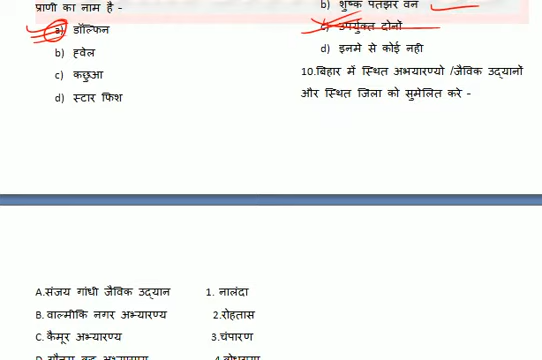 प्राणी का नाम है -
a) डॉल्फिन
b) ह्वेल
c) कछुआ
d) स्टार फिश
b) शुष्क पतझर वन
c) उपर्युक्त दोनों
d) इनमे से कोई नही
10.बिहार में स्थित अभयारण्यो /जैविक उद्यानों
और स्थित जिला को सुमेलित करे -
A.संजय गांधी जैविक उद्यान 1. नालंदा
B. वाल्मीकि नगर अभ्यारण्य 2.रोहतास
C. कैमूर अभ्यारण्य 3.चंपारण